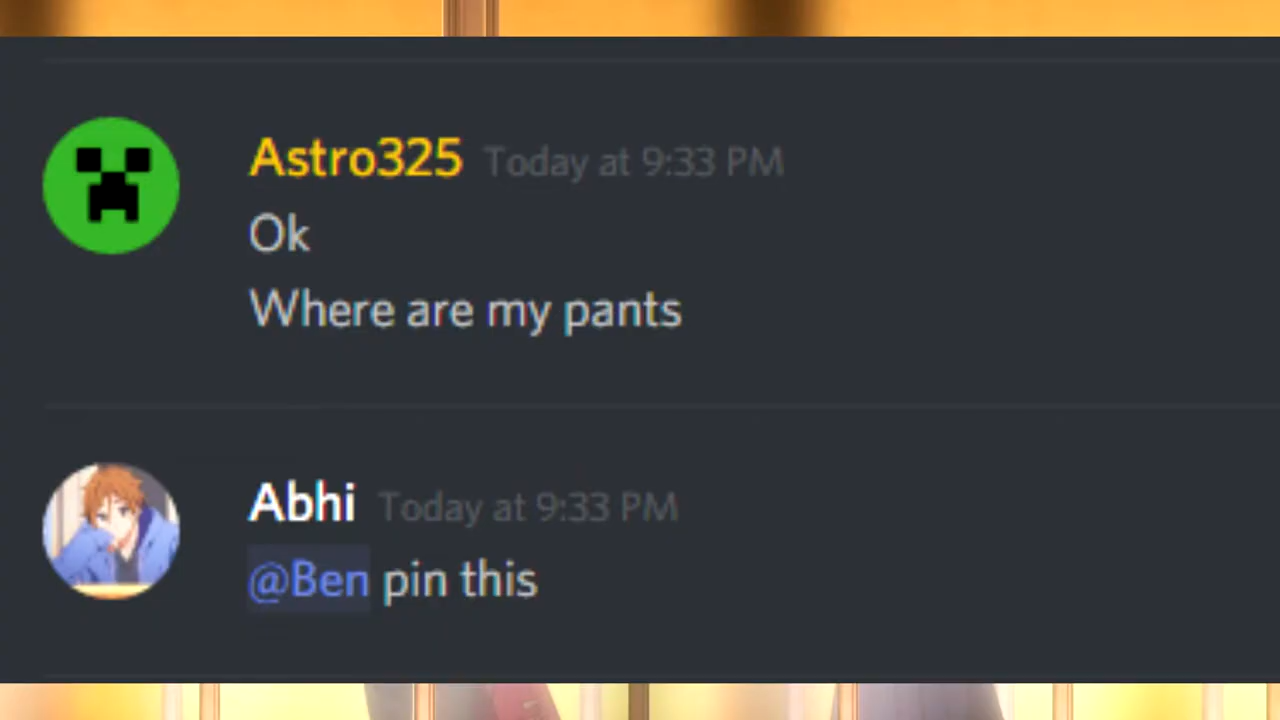 Astro325 Today at 9:33 PM
Ok
Where are my pants
Abhi Today at 9:33 PM
@Ben pin this